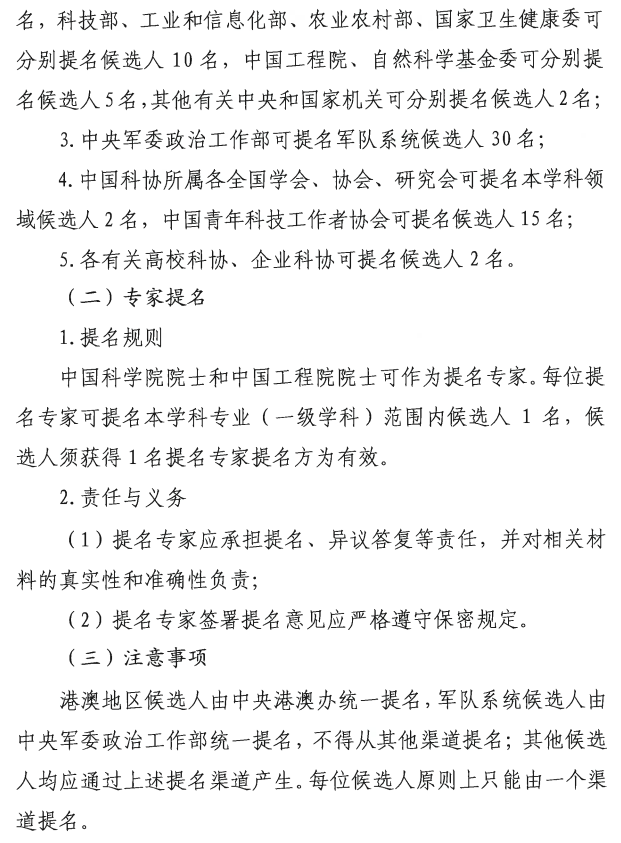 名，科技部、工业和信息化部、农业农村部、国家卫生健康委可
分别提名候选人 10 名，中国工程院、自然科学基金委可分别提
名候选人5名，其他有关中央和国家机关可分别提名候选人2名；
3. 中央军委政治工作部可提名军队系统候选人 30 名；
4. 中国科协所属各全国学会、协会、研究会可提名本学科领
域候选人 2 名，中国青年科技工作者协会可提名候选人 15 名；
5. 各有关高校科协、企业科协可提名候选人 2 名。
（二）专家提名
1. 提名规则
中国科学院院士和中国工程院院士可作为提名专家。每位提
名专家可提名本学科专业（一级学科）范围内候选人 1 名，候
选人须获得 1 名提名专家提名方为有效。
2. 责任与义务
（1）提名专家应承担提名、异议答复等责任，并对相关材
料的真实性和准确性负责；
（2）提名专家签署提名意见应严格遵守保密规定。
（三）注意事项
港澳地区候选人由中央港澳办统一提名，军队系统候选人由
中央军委政治工作部统一提名，不得从其他渠道提名；其他候选
人均应通过上述提名渠道产生。每位候选人原则上只能由一个渠
道提名。